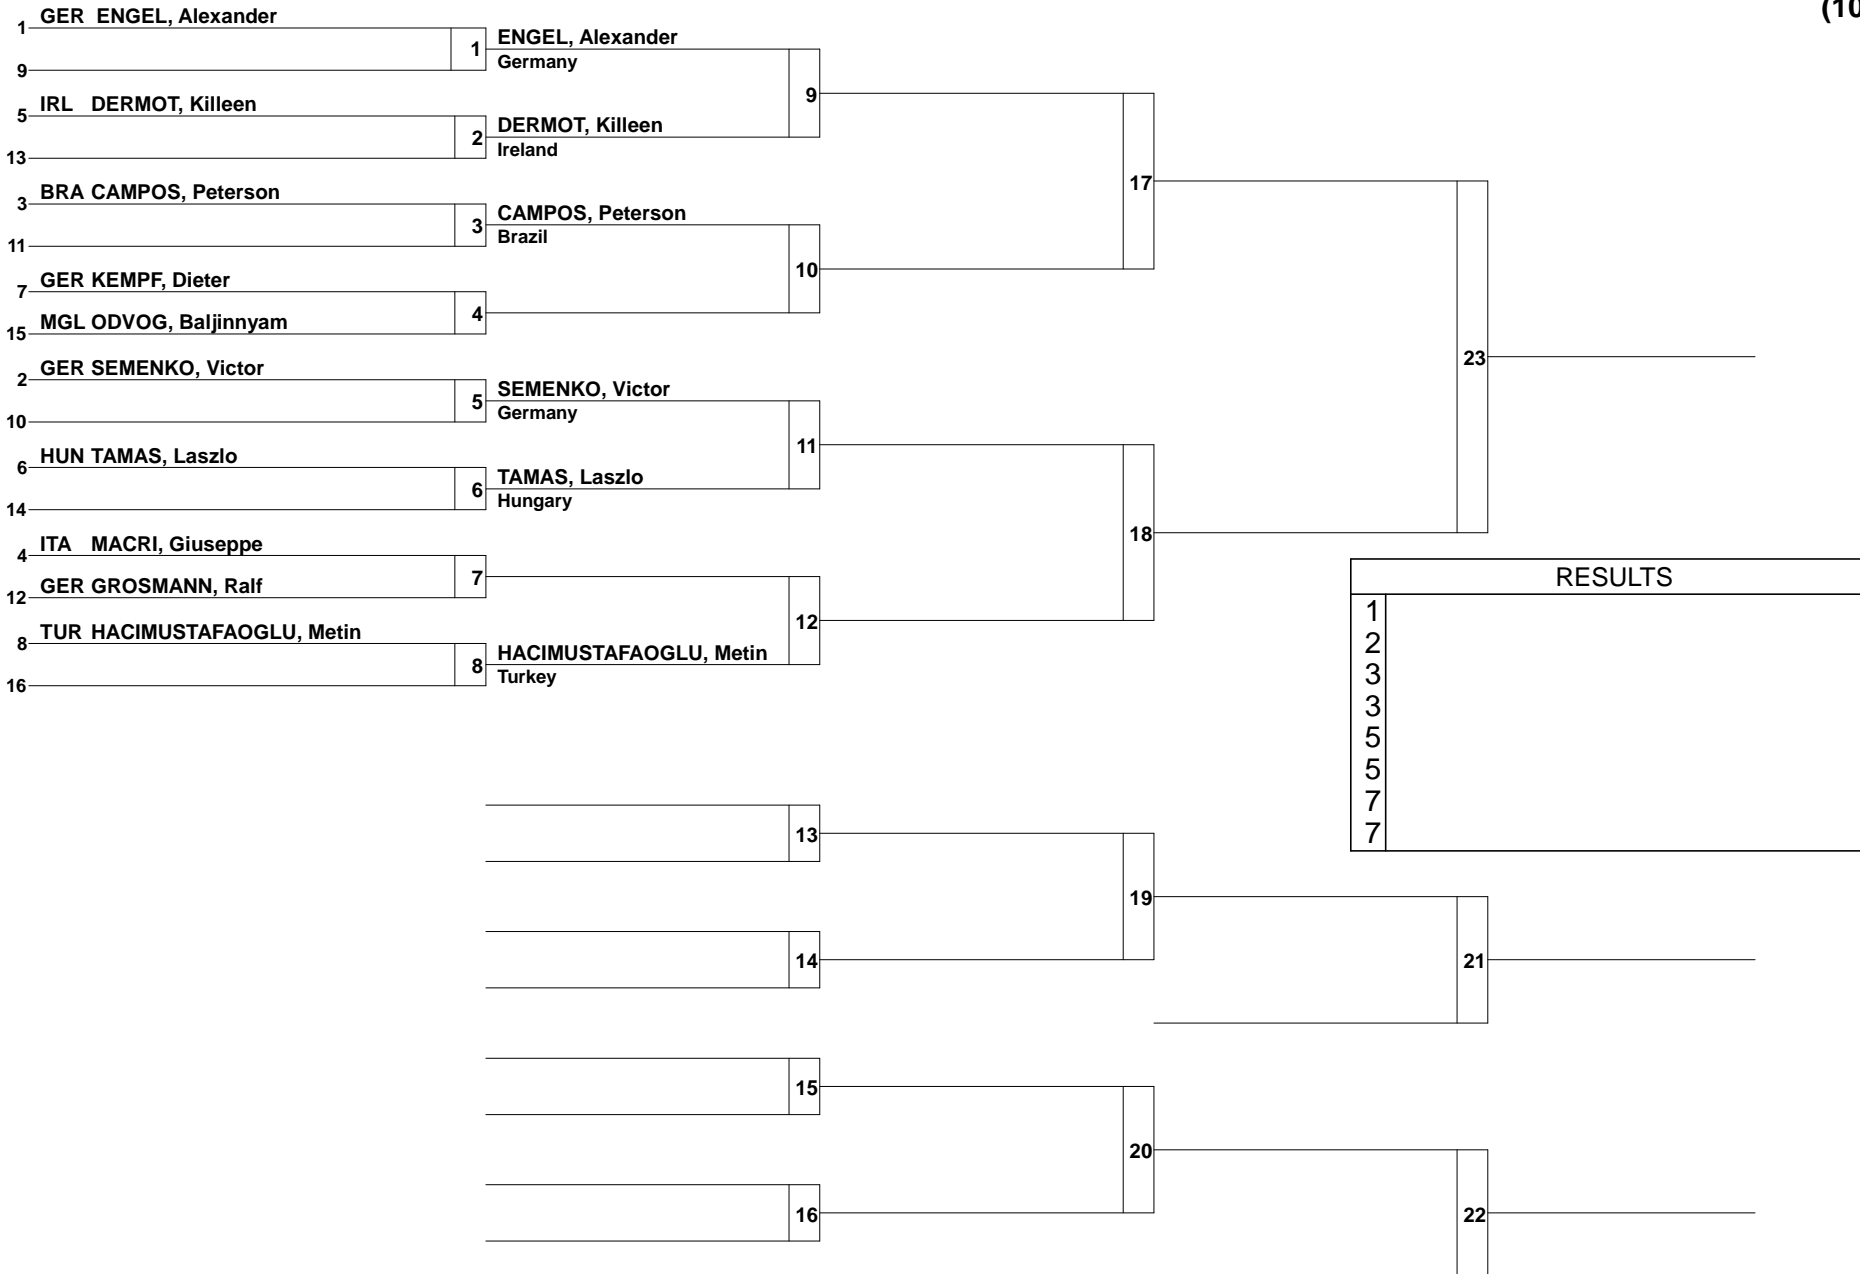 (10
1 GER ENGEL, Alexander
9
1 ENGEL, Alexander
Germany
5 IRL DERMOT, Killeen
13
2 DERMOT, Killeen
Ireland
9
3 BRA CAMPOS, Peterson
11
3 CAMPOS, Peterson
Brazil
7 GER KEMPF, Dieter
15 MGL ODVOG, Baljinnyam
4
10
17
2 GER SEMENKO, Victor
10
5 SEMENKO, Victor
Germany
6 HUN TAMAS, Laszlo
14
6 TAMAS, Laszlo
Hungary
11
4 ITA MACRI, Giuseppe
12 GER GROSMANN, Ralf
7
8 TUR HACIMUSTAFAOGLU, Metin
16
8 HACIMUSTAFAOGLU, Metin
Turkey
12
18
23
RESULTS
1
2
3
3
5
5
7
7
13
14
19
21
15
16
20
22